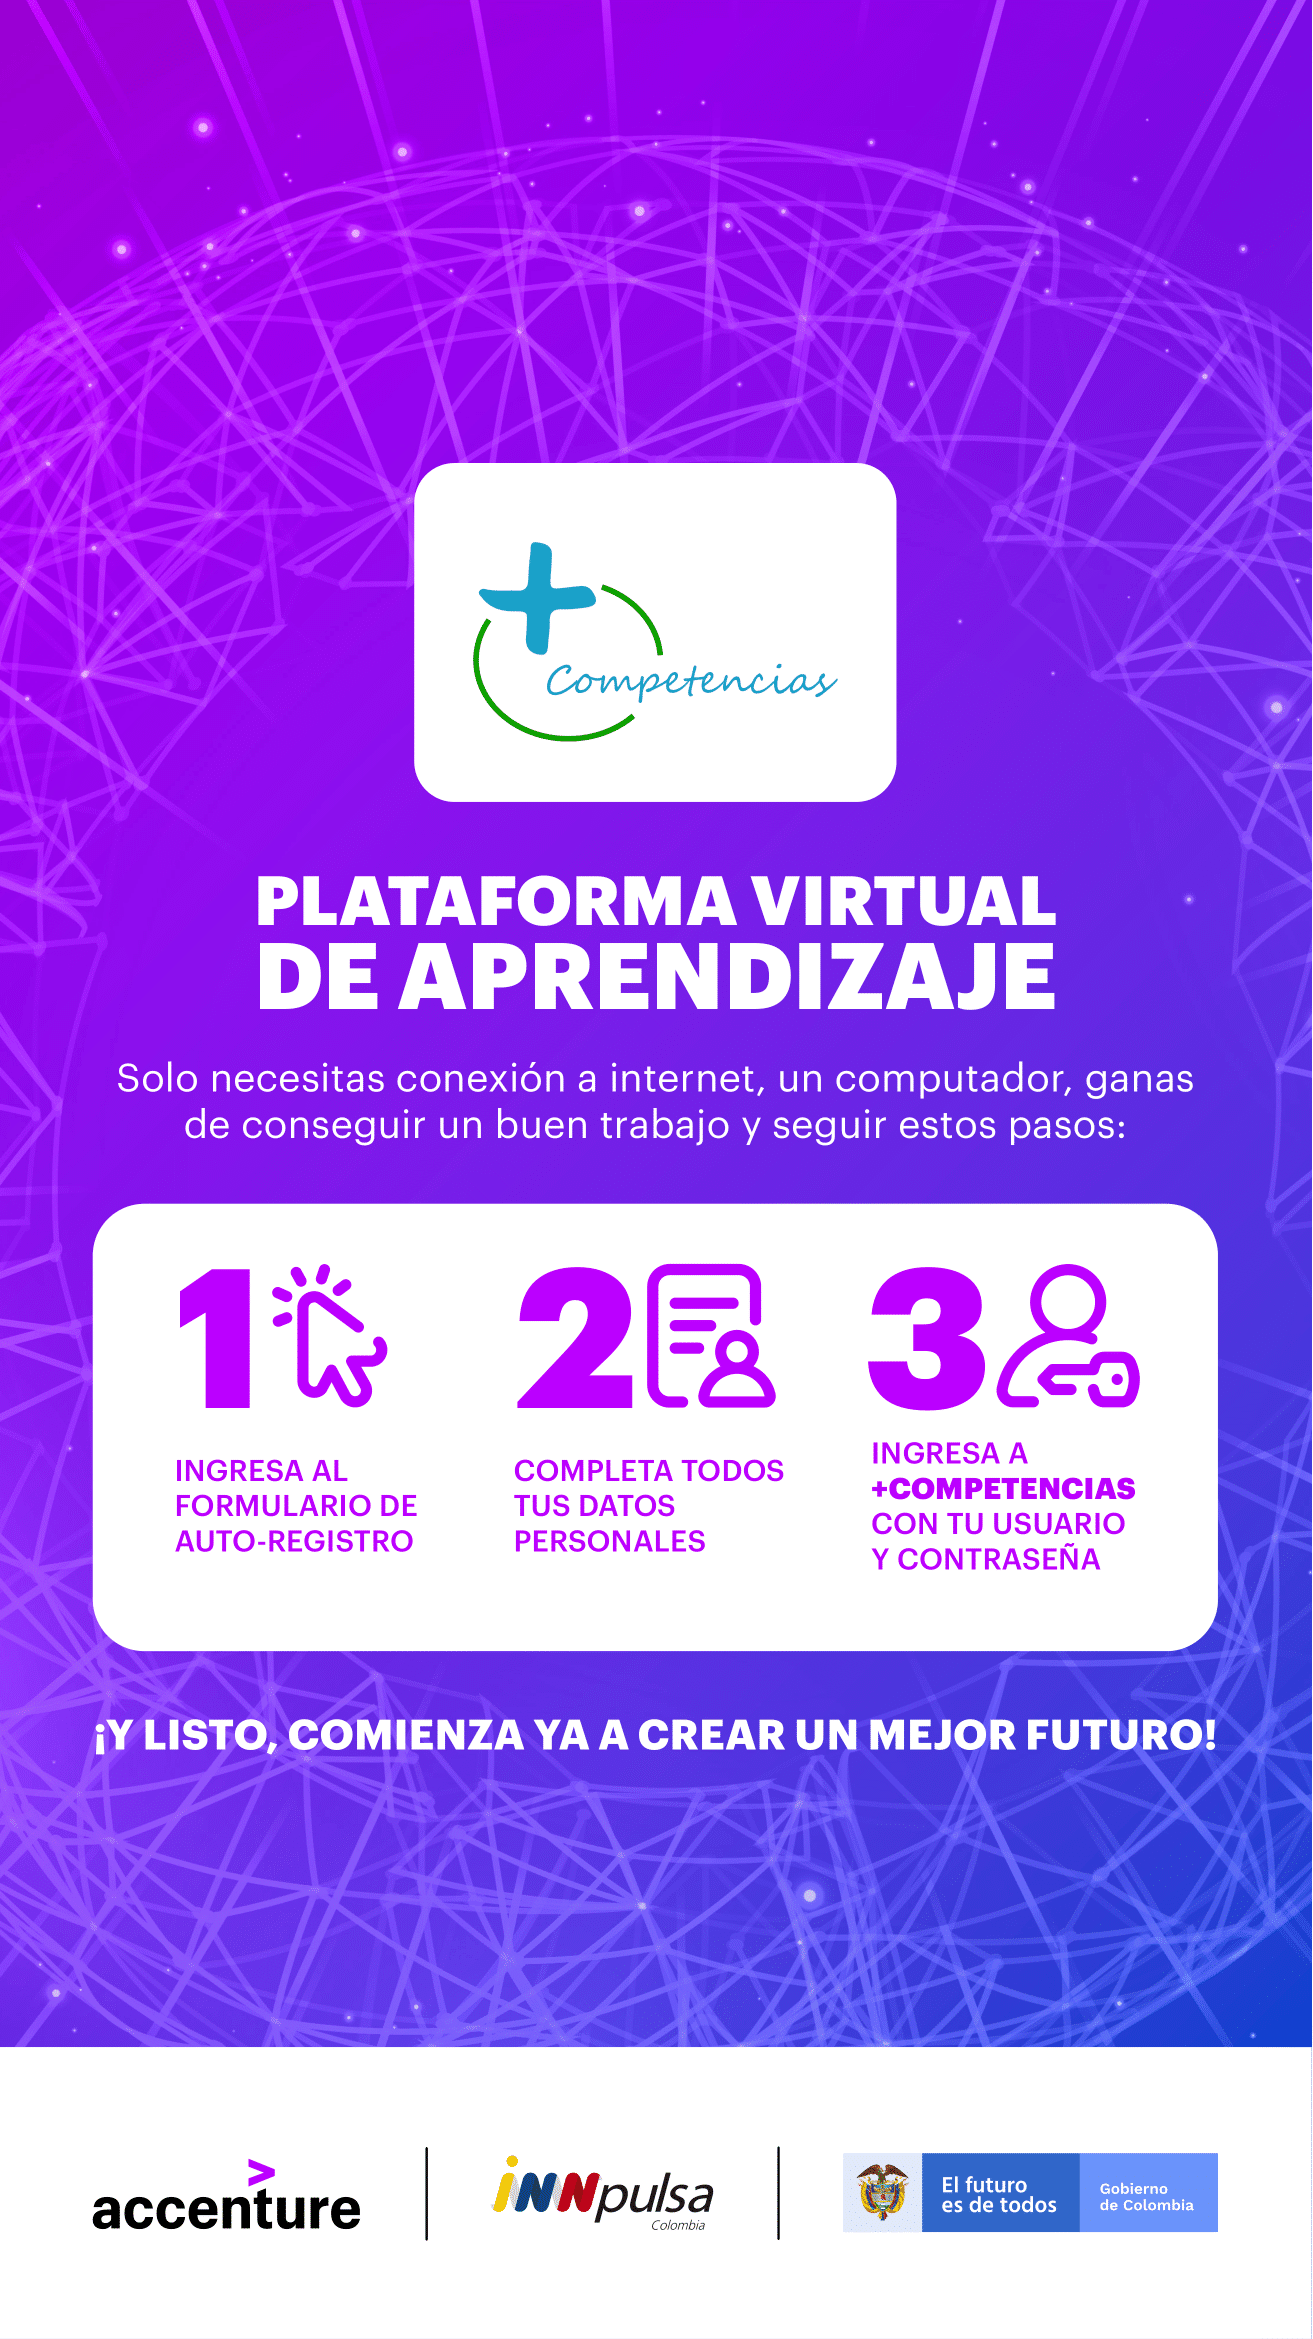 +
Competencias
PLATAFORMA VIRTUAL
DE APRENDIZAJE
Solo necesitas conexión a internet, un computador, ganas
de conseguir un buen trabajo y seguir estos pasos:
1
INGRESA AL
FORMULARIO DE
AUTO-REGISTRO
2
COMPLETA TODOS
TUS DATOS
PERSONALES
3
INGRESA A
+COMPETENCIAS
CON TU USUARIO
Y CONTRASEÑA
¡Y LISTO, COMIENZA YA A CREAR UN MEJOR FUTURO!
>
accenture
iNNpulsa
Colombia
El futuro
es de todos
Gobierno
de Colombia